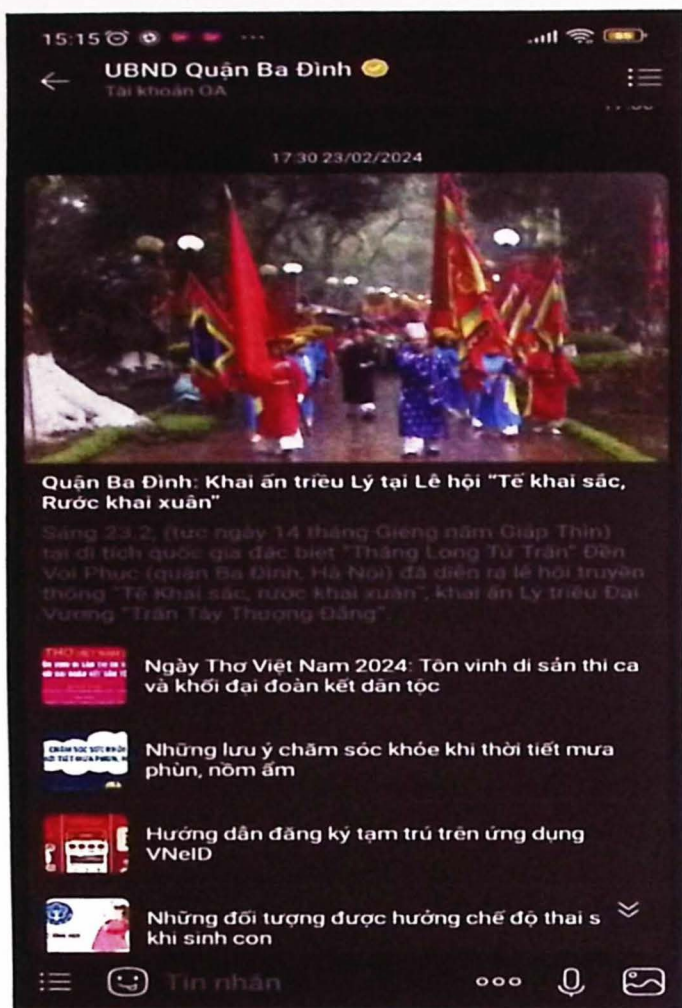 15:15
UBND Quận Ba Đình
Tài khoản OA
17:30 23/02/2024
Quận Ba Đình: Khai ấn triều Lý tại Lễ hội "Tế khai sắc,
Rước khai xuân"
Sáng 23.2, (tức ngày 14 tháng Giêng năm Giáp Thìn)
tại di tích quốc gia đặc biệt "Thăng Long Tứ Trấn" Đền
Voi Phục (quận Ba Đình, Hà Nội) đã diễn ra lễ hội truyền
thống "Tế Khai sắc, rước khai xuân", khai ấn Lý triều Đại
Vương "Trấn Tây Thượng Đẳng".
THƠ
Ngày Thơ Việt Nam 2024: Tôn vinh di sản thi ca
và khối đại đoàn kết dân tộc
Những lưu ý chăm sóc khỏe khi thời tiết mưa
phùn, nồm ấm
Hướng dẫn đăng ký tạm trú trên ứng dụng
VNeID
Những đối tượng được hưởng chế độ thai s
khi sinh con
Tin nhắn